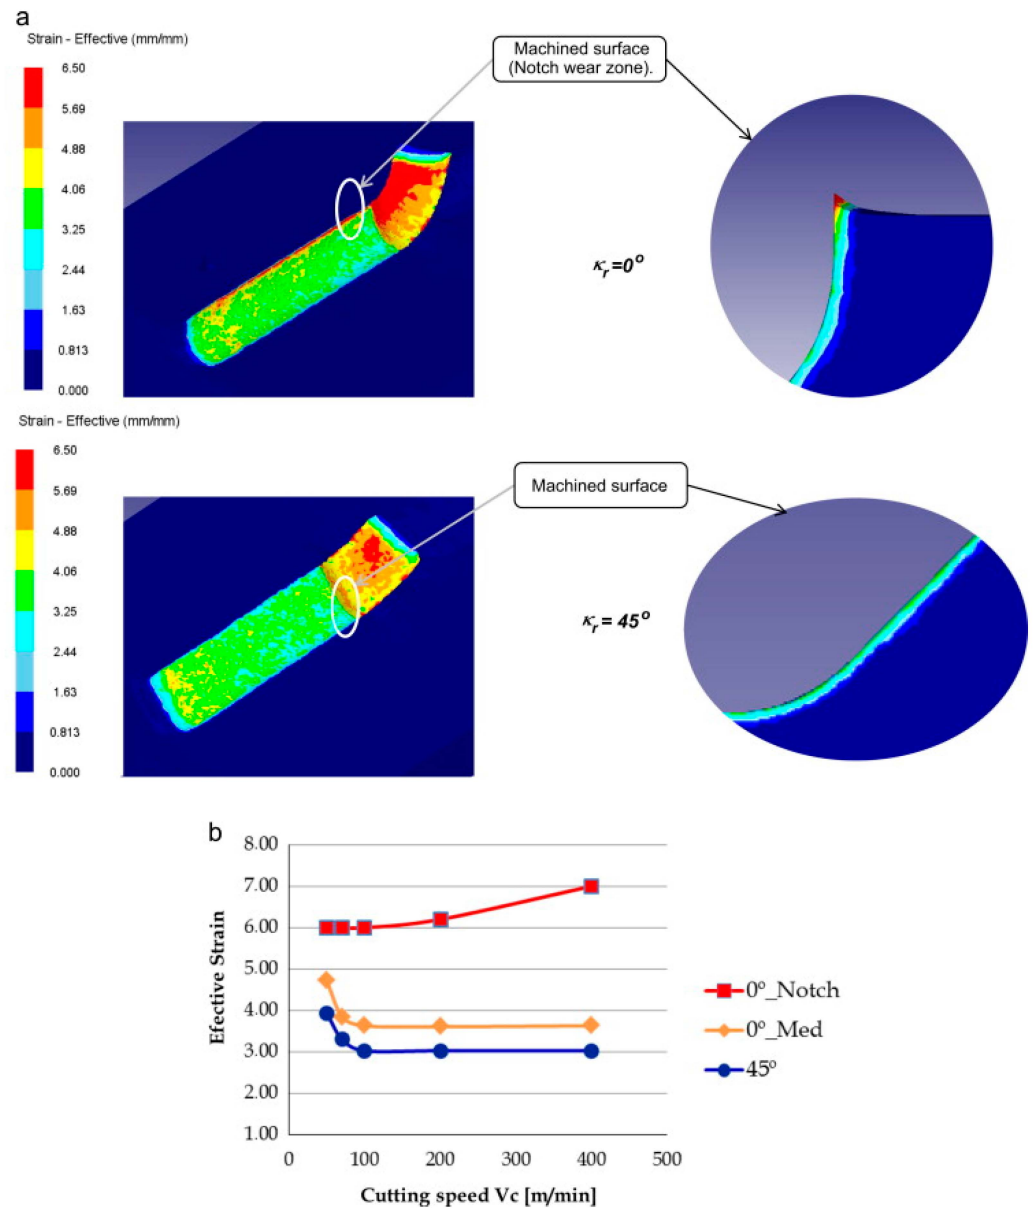 a
Strain - Effective (mm/mm)
6.50
5.69
4.88
4.06
3.25
2.44
1.63
0.813
0.000
Machined surface
(Notch wear zone).
κr=0º
Strain - Effective (mm/mm)
6.50
5.69
4.88
4.06
3.25
2.44
1.63
0.813
0.000
Machined surface
κr= 45º
b
8.00
7.00
6.00
5.00
4.00
3.00
2.00
1.00
Efective Strain
0
100
200
300
400
500
Cutting speed Vc [m/min]
0º_Notch
0º_Med
45º